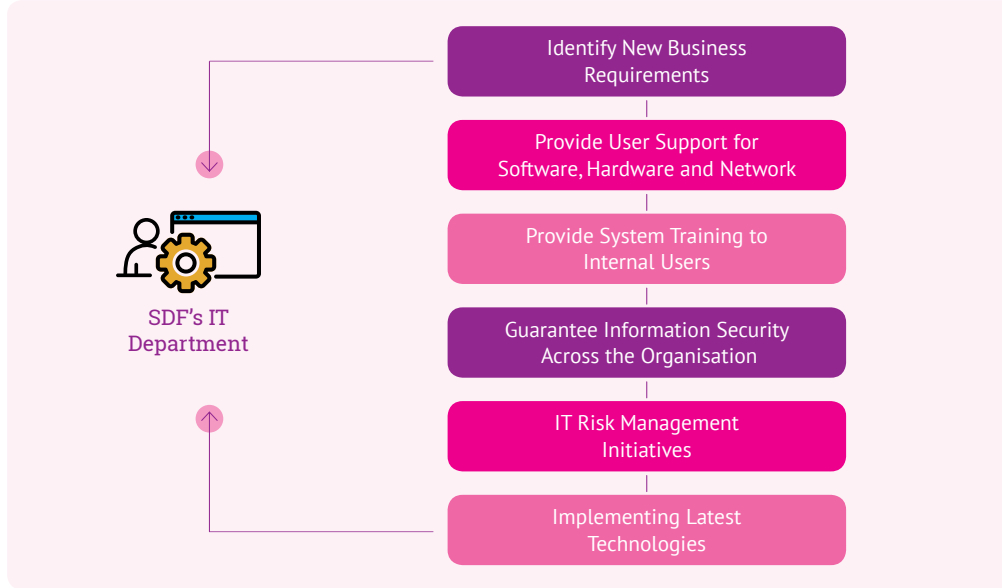 Identify New Business
Requirements
Provide User Support for
Software, Hardware and Network
Provide System Training to
Internal Users
SDF's IT
Department
Guarantee Information Security
Across the Organisation
IT Risk Management
Initiatives
Implementing Latest
Technologies